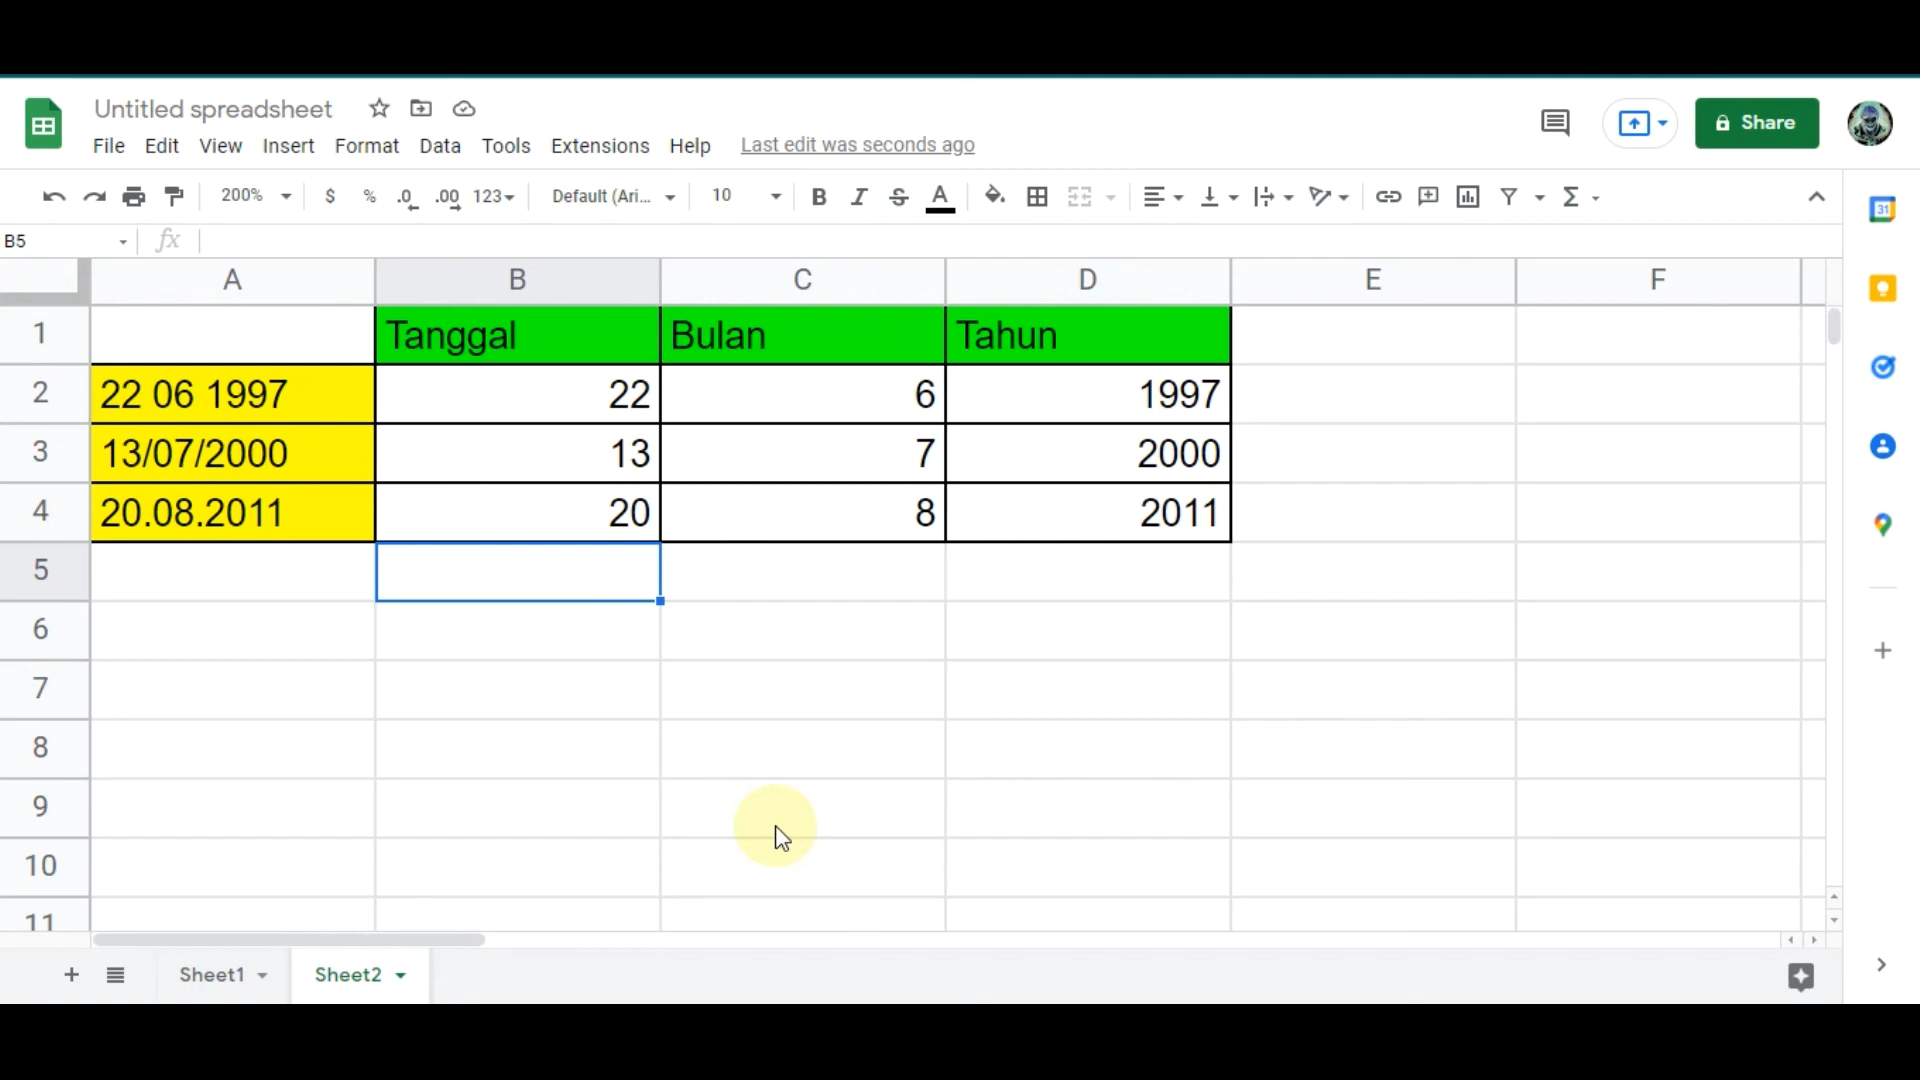 Untitled spreadsheet
File Edit View Insert Format Data Tools Extensions Help Last edit was seconds ago
Share
200% $ % .0 .00 123 Default (Ari... 10 B I S A Σ
31
B5 fx
A B C D E F
1 Tanggal Bulan Tahun
2 22 06 1997 22 6 1997
3 13/07/2000 13 7 2000
4 20.08.2011 20 8 2011
5
6
7
8
9
10
11
+ Sheet1 Sheet2